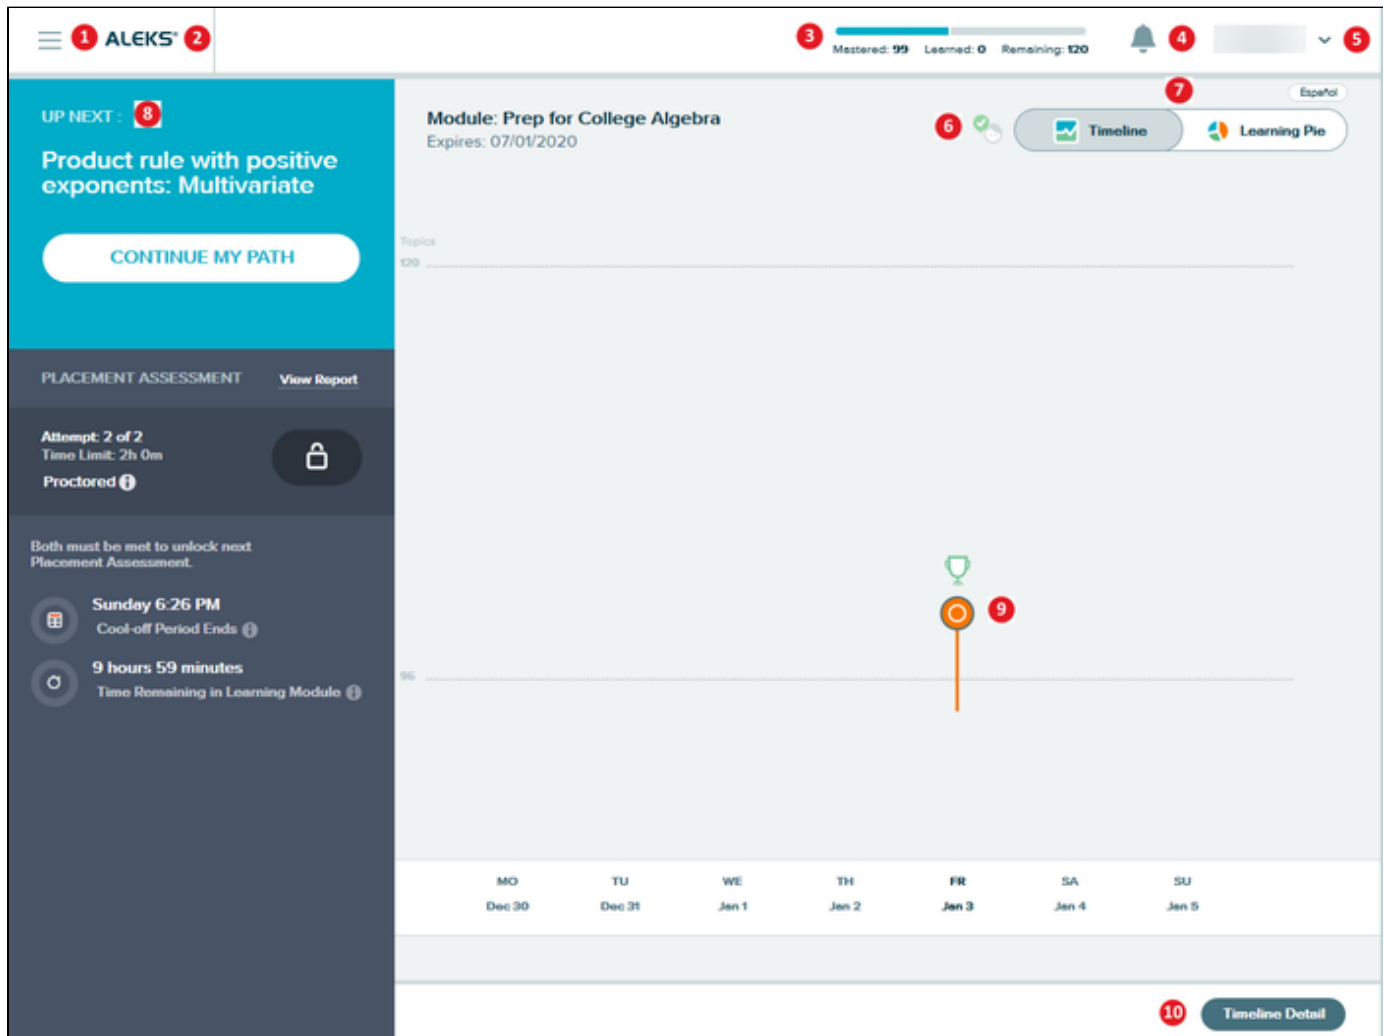 1 ALEKS® 2
3
Mastered: 99 Learned: 0 Remaining: 120
4
5
UP NEXT : 8
Product rule with positive
exponents: Multivariate
CONTINUE MY PATH
PLACEMENT ASSESSMENT View Report
Attempt: 2 of 2
Time Limit: 2h 0m
Proctored
Both must be met to unlock next
Placement Assessment.
Sunday 6:26 PM
Cool-off Period Ends
9 hours 59 minutes
Time Remaining in Learning Module
Module: Prep for College Algebra
Expires: 07/01/2020
6
7
Español
Timeline Learning Pie
Topics
120
9
95
MO TU WE TH FR SA SU
Dec 30 Dec 31 Jan 1 Jan 2 Jan 3 Jan 4 Jan 5
10 Timeline Detail